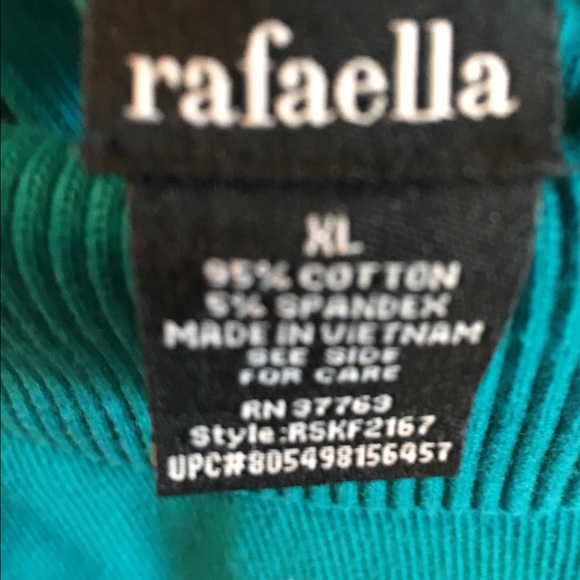 rafaella
XL
95% COTTON
5% SPANDEX
MADE IN VIETNAM
SEE SIDE
FOR CARE
RN 37763
Style:RSKF2167
UPC#805498156457